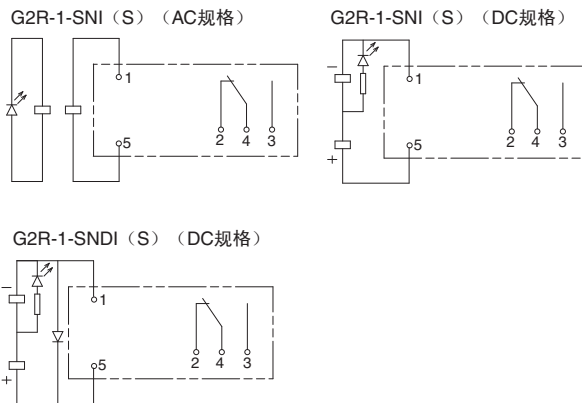 G2R-1-SNI（S）（AC规格）
1
5
2 4 3
G2R-1-SNI（S）（DC规格）
−
+
1
5
2 4 3
G2R-1-SNDI（S）（DC规格）
−
+
1
5
2 4 3